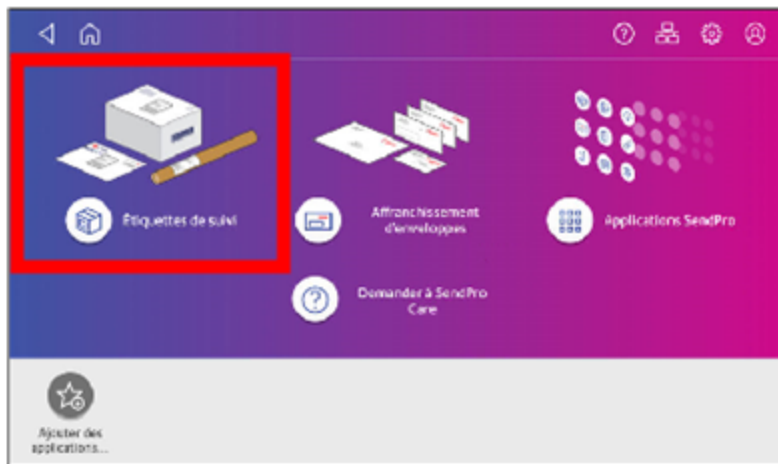 Étiquettes de suivi
Affranchissement
d'enveloppes
Applications SendPro
Demander à SendPro
Care
Ajouter des
applications...